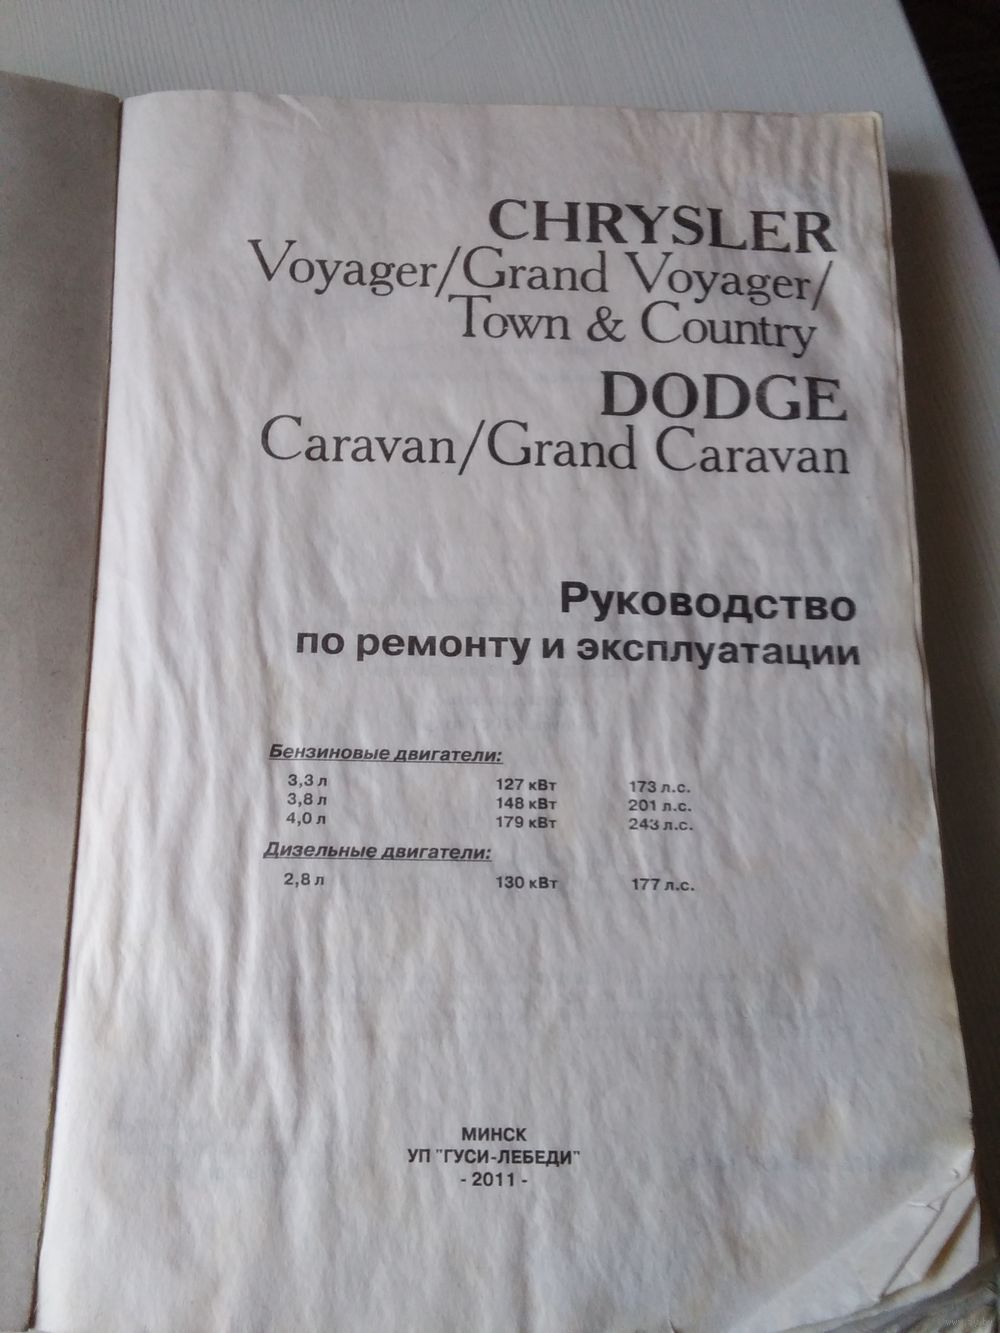 CHRYSLER
Voyager/Grand Voyager/
Town & Country
DODGE
Caravan/Grand Caravan
Руководство
по ремонту и эксплуатации
Бензиновые двигатели:
3,3 л 127 кВт 173 л.с.
3,8 л 148 кВт 201 л.с.
4,0 л 179 кВт 243 л.с.
Дизельные двигатели:
2,8 л 130 кВт 177 л.с.
МИНСК
УП "ГУСИ-ЛЕБЕДИ"
- 2011 -